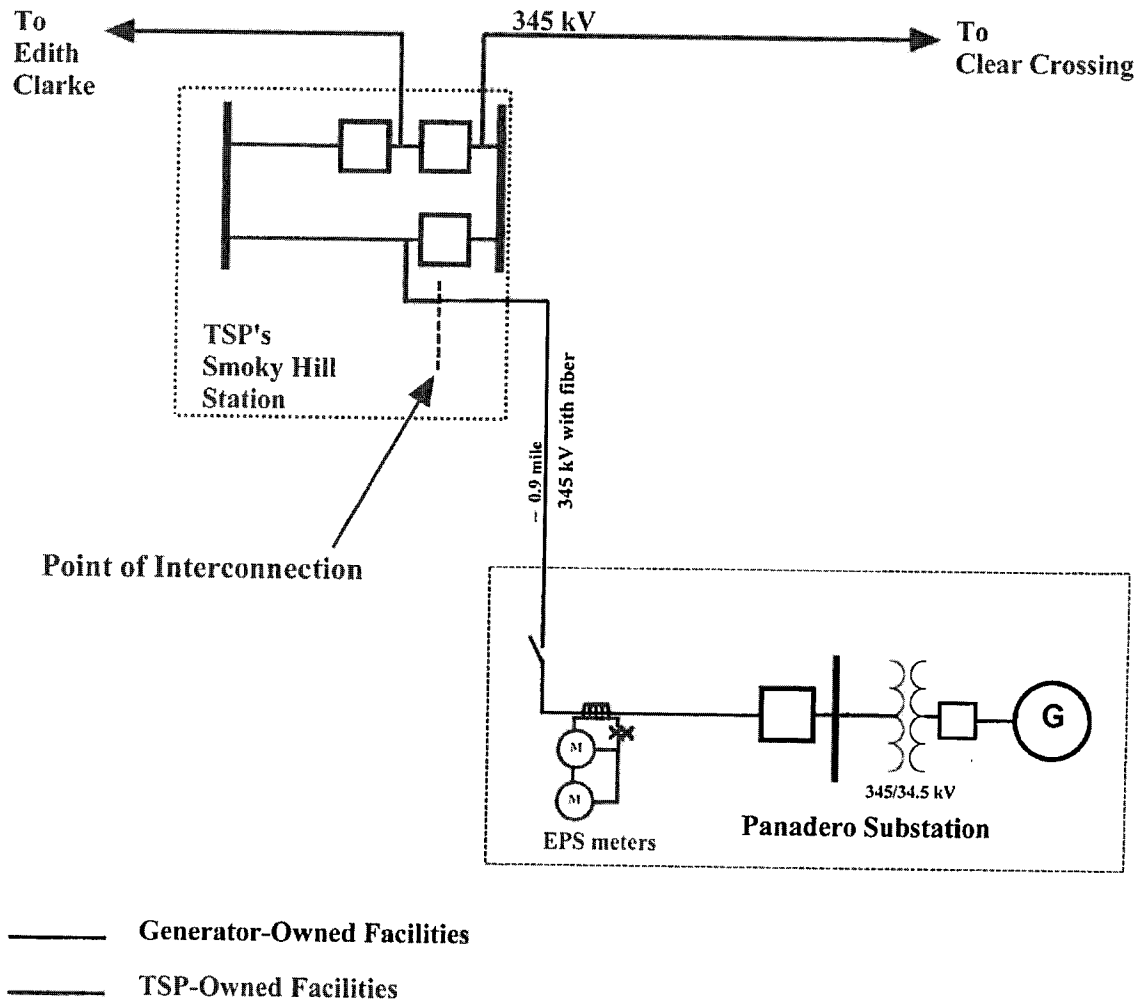 To
Edith
Clarke
345 kV
To
Clear Crossing
TSP's
Smoky Hill
Station
~ 0.9 mile
345 kV with fiber
Point of Interconnection
G
M
M
345/34.5 kV
EPS meters
Panadero Substation
Generator-Owned Facilities
TSP-Owned Facilities